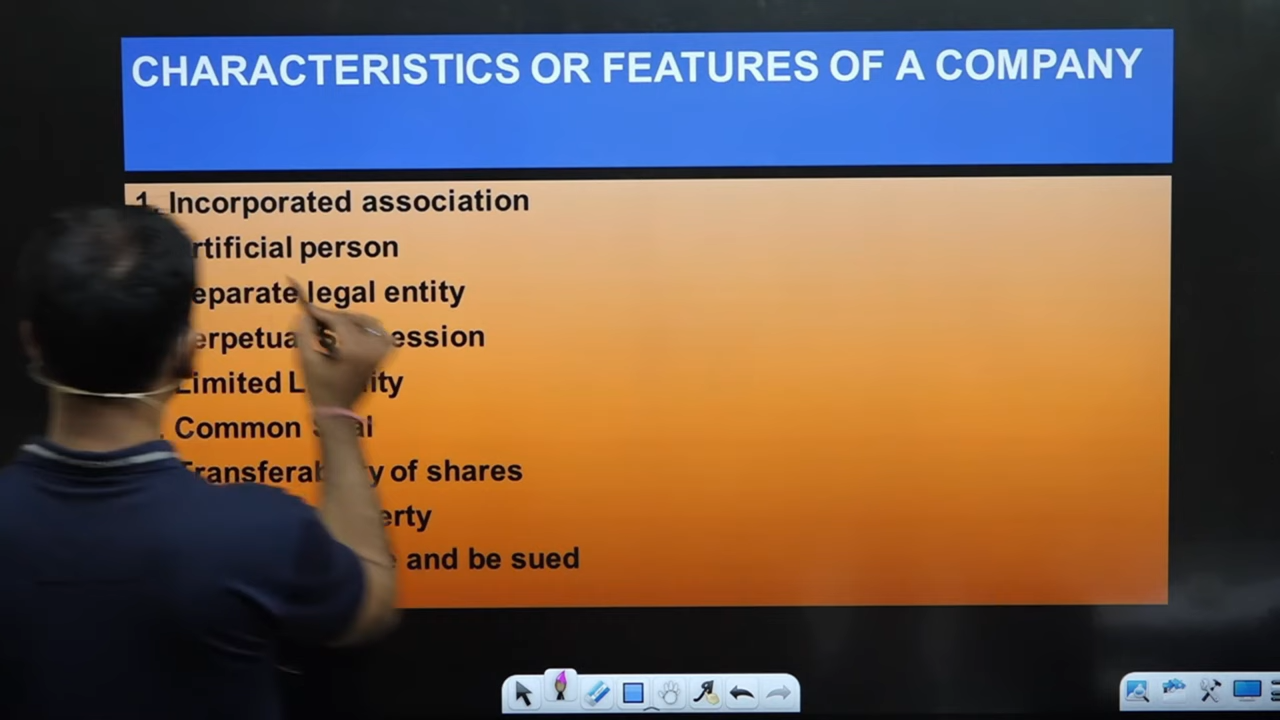 CHARACTERISTICS OR FEATURES OF A COMPANY
1. Incorporated association
rtificial person
eparate legal entity
erpetua ession
Limited L ity
. Common S al
Transferab y of shares
erty
and be sued